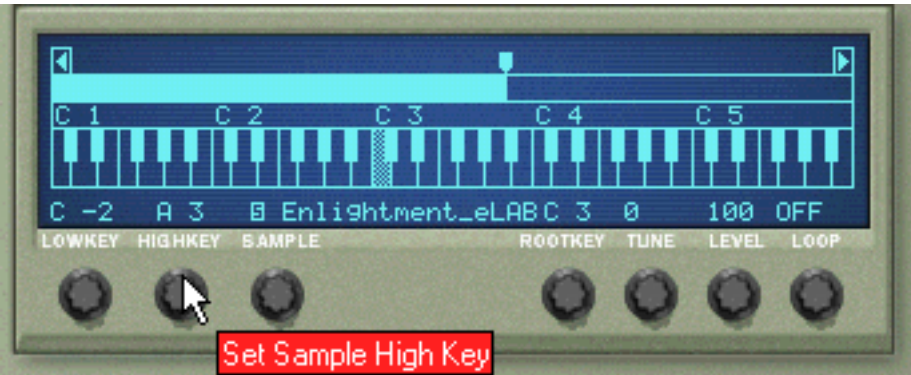 C 1 C 2 C 3 C 4 C 5
C -2 A 3 S Enlightment_eLAB C 3 0 100 OFF
LOWKEY HIGHKEY SAMPLE ROOTKEY TUNE LEVEL LOOP
Set Sample High Key